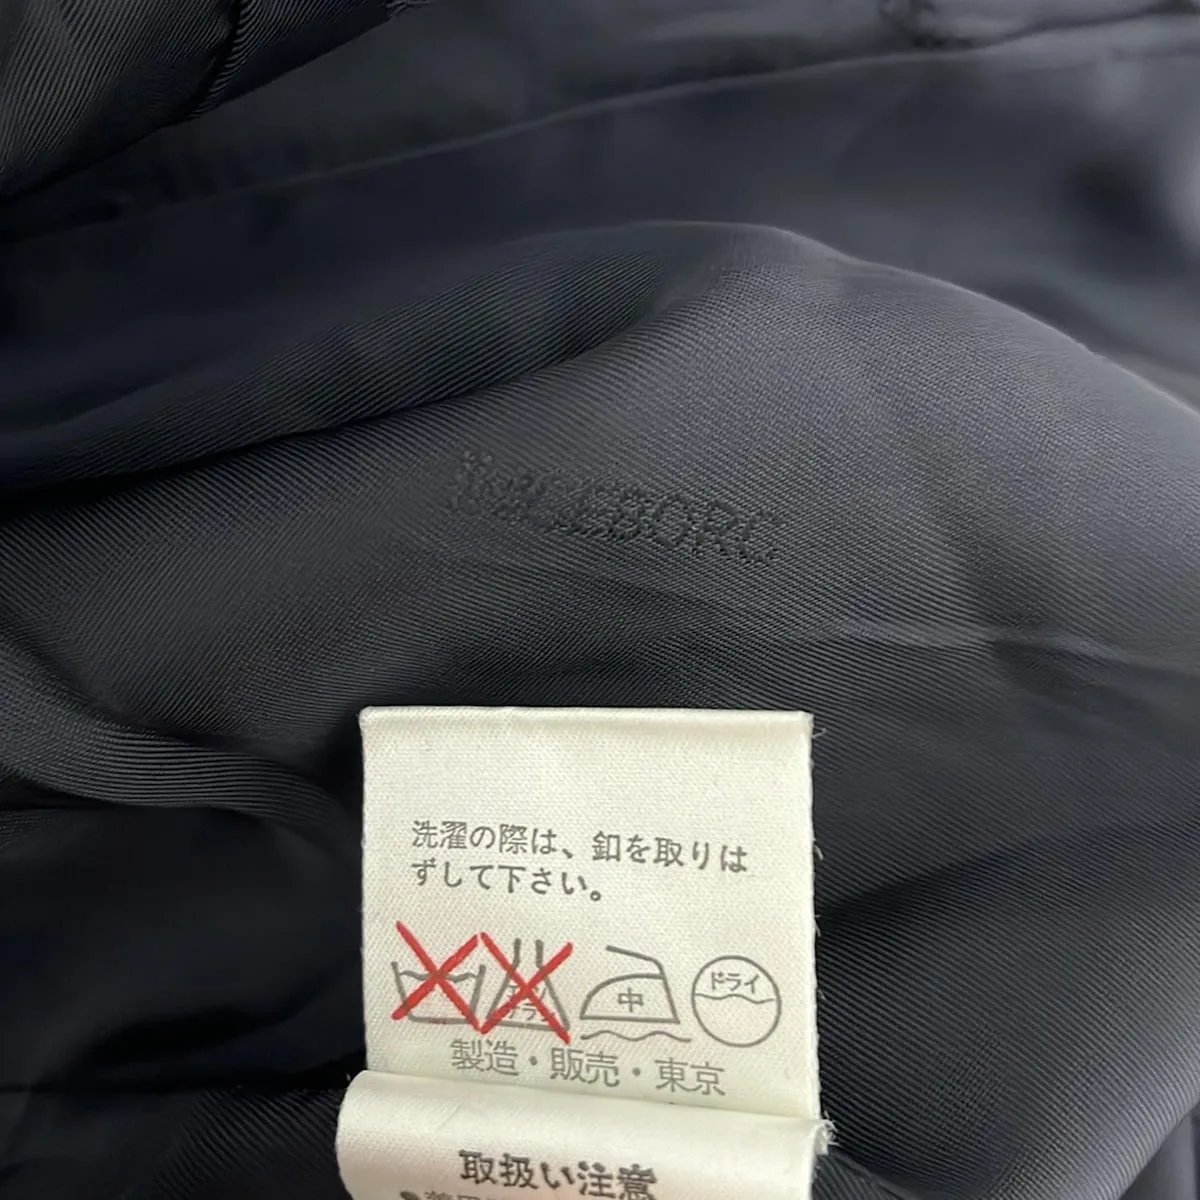 洗濯の際は、釦を取りは
ずして下さい。
中
ドライ
製造・販売・東京
取扱い注意